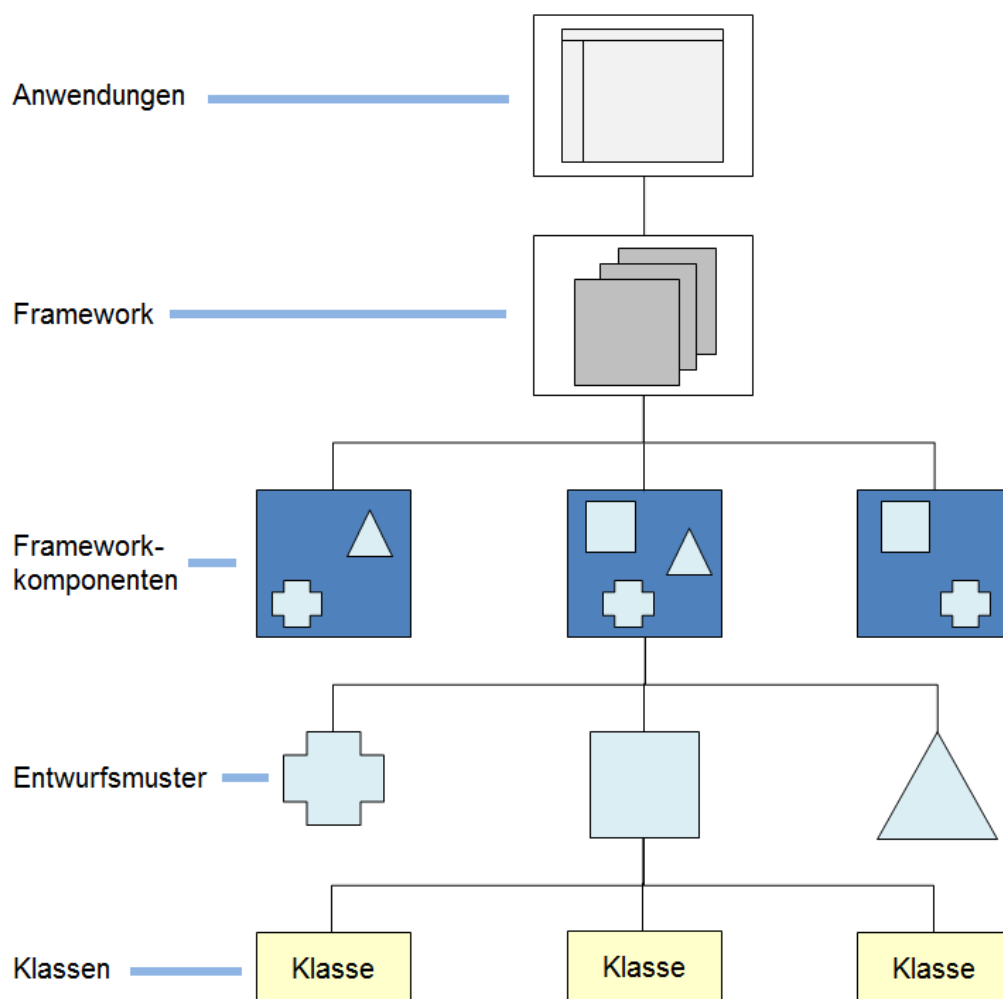 Anwendungen
Framework
Framework-
komponenten
Entwurfsmuster
Klassen
Klasse
Klasse
Klasse